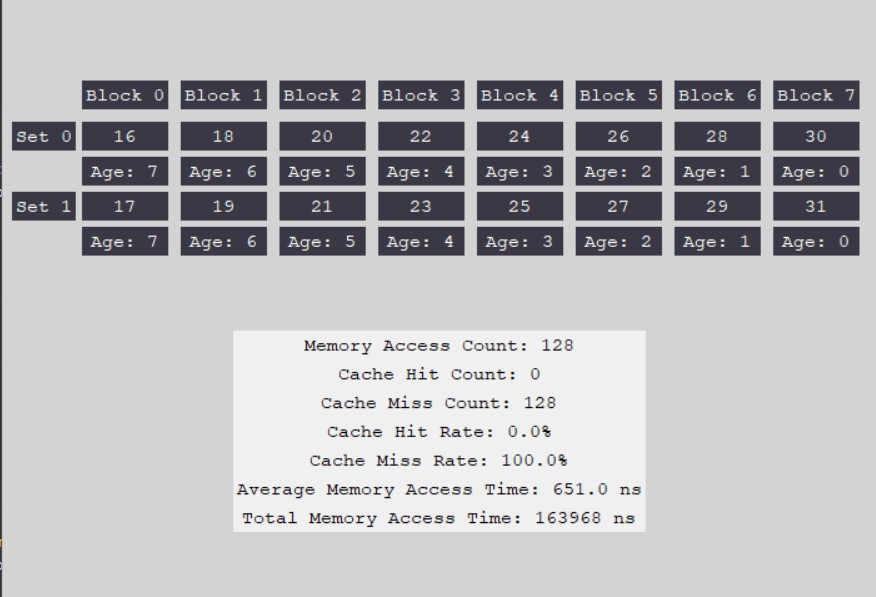 Block 0 Block 1 Block 2 Block 3 Block 4 Block 5 Block 6 Block 7
Set 0 16 18 20 22 24 26 28 30
Age: 7 Age: 6 Age: 5 Age: 4 Age: 3 Age: 2 Age: 1 Age: 0
Set 1 17 19 21 23 25 27 29 31
Age: 7 Age: 6 Age: 5 Age: 4 Age: 3 Age: 2 Age: 1 Age: 0
Memory Access Count: 128
Cache Hit Count: 0
Cache Miss Count: 128
Cache Hit Rate: 0.0%
Cache Miss Rate: 100.0%
Average Memory Access Time: 651.0 ns
Total Memory Access Time: 163968 ns